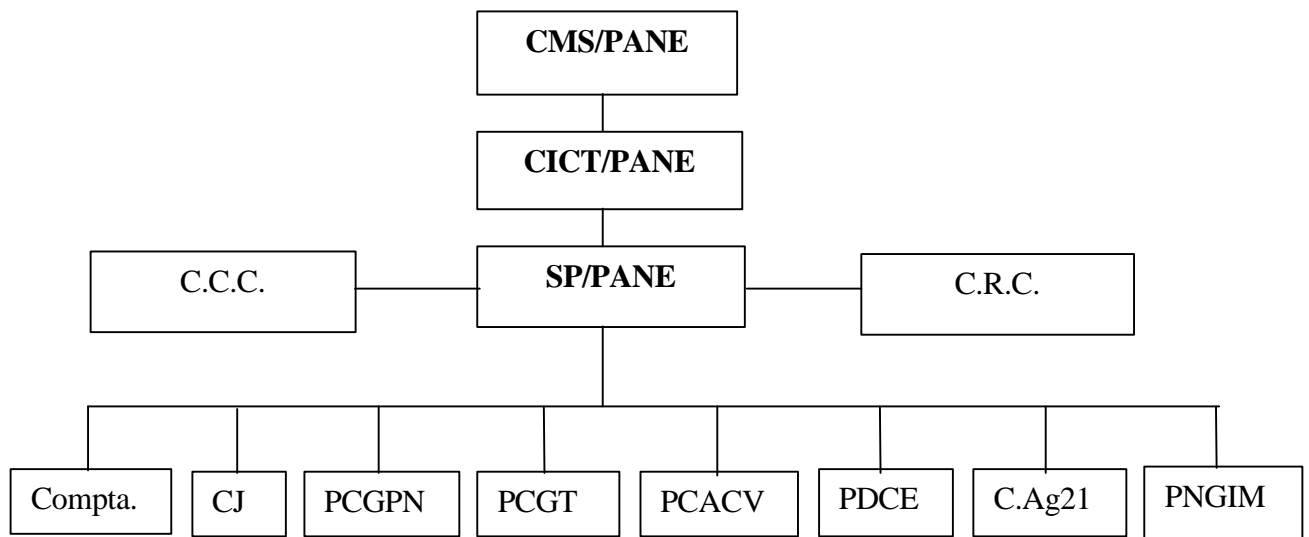 CMS/PANE
CICT/PANE
C.C.C.
SP/PANE
C.R.C.
Compta.
CJ
PCGPN
PCGT
PCACV
PDCE
C.Ag21
PNGIM